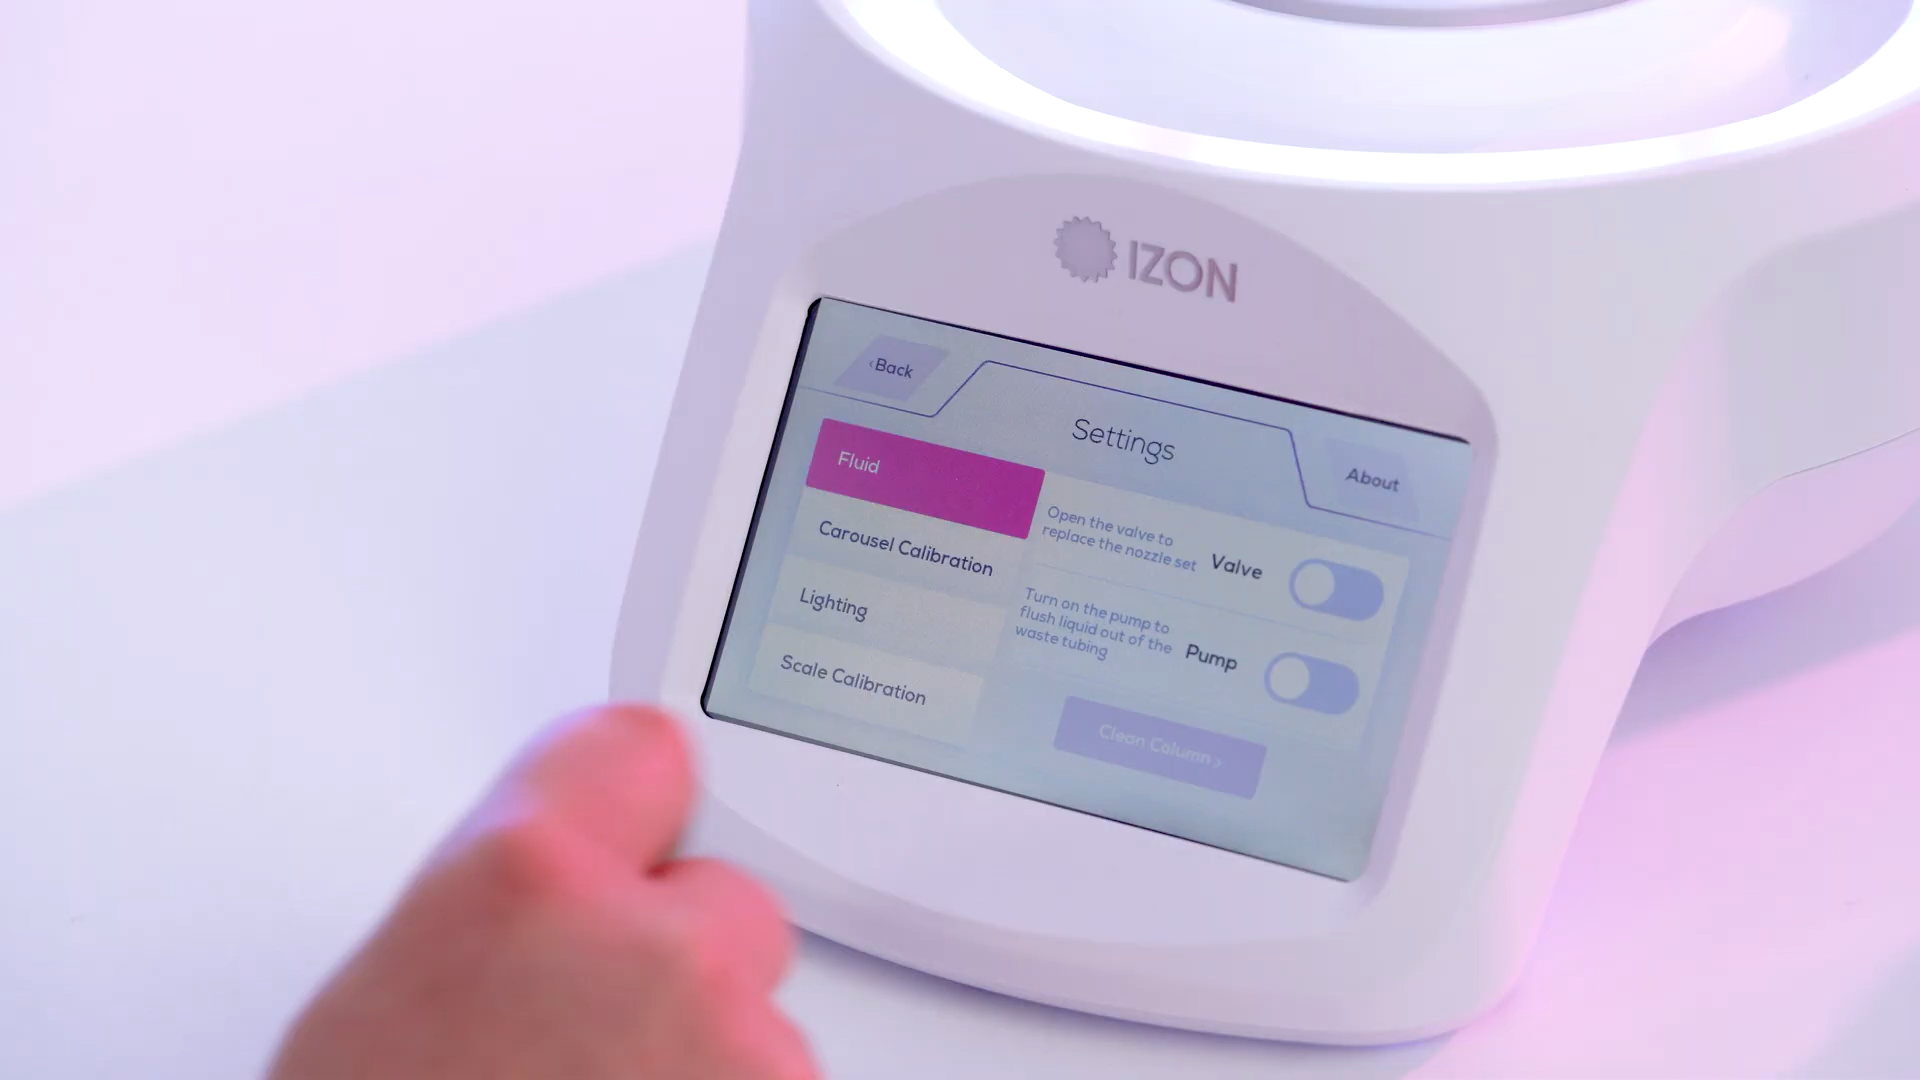 IZON
‹Back
Settings
About
Fluid
Carousel Calibration
Lighting
Scale Calibration
Open the valve to
replace the nozzle set
Valve
Turn on the pump to
flush liquid out of the
waste tubing
Pump
Clean Column ›